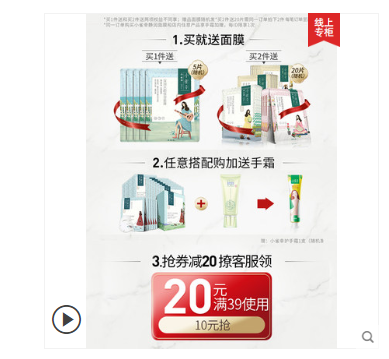 线上
专柜
1.买就送面膜
买1件送
买2件送
5片
(随机)
20片
(随机)
2.任意搭配购加送手霜
3.抢券减20 撩客服领
20元
满39使用
10元抢